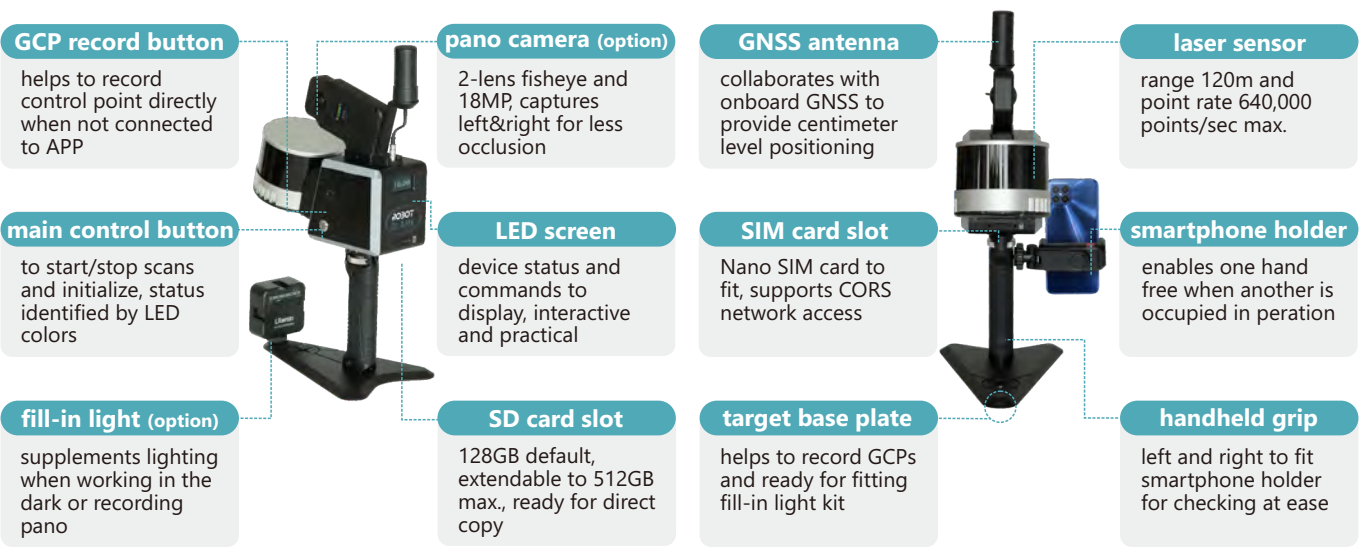 GCP record button
helps to record
control point directly
when not connected
to APP
main control button
to start/stop scans
and initialize, status
identified by LED
colors
fill-in light (option)
supplements lighting
when working in the
dark or recording
pano
pano camera (option)
2-lens fisheye and
18MP, captures
left&right for less
occlusion
LED screen
device status and
commands to
display, interactive
and practical
SD card slot
128GB default,
extendable to 512GB
max., ready for direct
copy
ROBOT
GNSS antenna
collaborates with
onboard GNSS to
provide centimeter
level positioning
SIM card slot
Nano SIM card to
fit, supports CORS
network access
target base plate
helps to record GCPs
and ready for fitting
fill-in light kit
laser sensor
range 120m and
point rate 640,000
points/sec max.
smartphone holder
enables one hand
free when another is
occupied in peration
handheld grip
left and right to fit
smartphone holder
for checking at ease